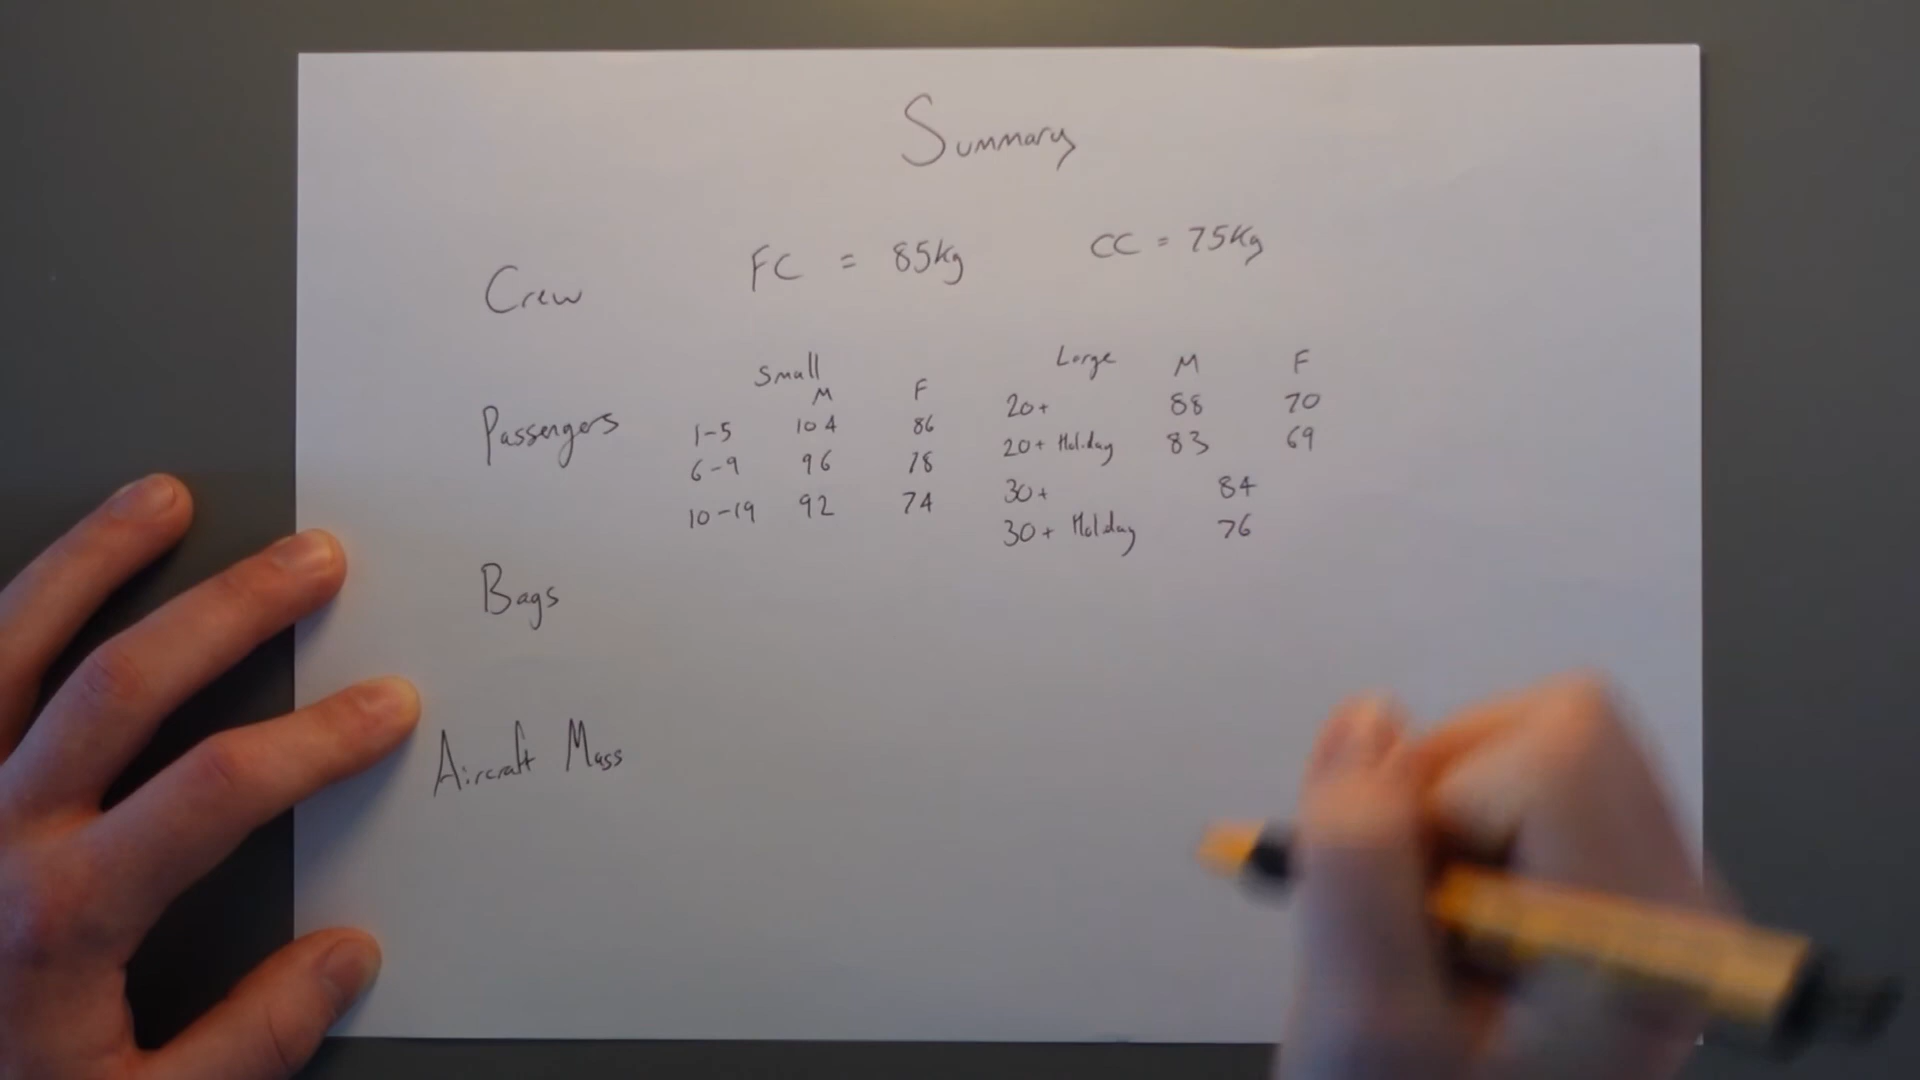 Summary
Crew FC = 85kg CC = 75Kg
Passengers
Small
M F
1-5 104 86
6-9 96 78
10-19 92 74
Large M F
20+ 88 70
20+ Holiday 83 69
30+ 84
30+ Holiday 76
Bags
Aircraft Mass